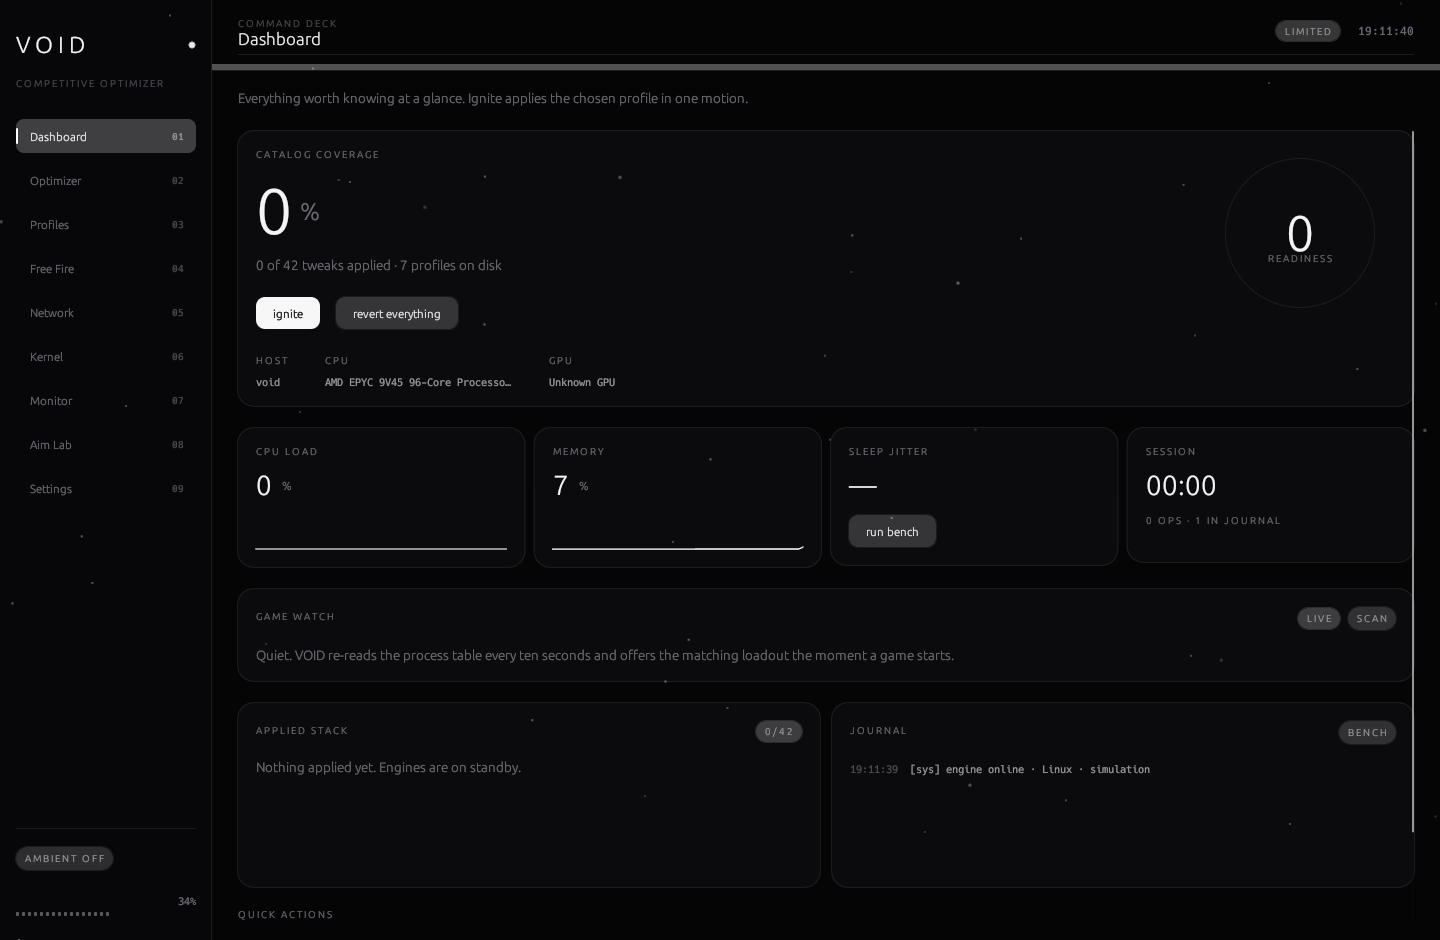 VOID
COMPETITIVE OPTIMIZER
Dashboard 01
Optimizer 02
Profiles 03
Free Fire 04
Network 05
Kernel 06
Monitor 07
Aim Lab 08
Settings 09
AMBIENT OFF
34%
COMMAND DECK
Dashboard
LIMITED 19:11:40
Everything worth knowing at a glance. Ignite applies the chosen profile in one motion.
CATALOG COVERAGE
0 %
0 of 42 tweaks applied · 7 profiles on disk
ignite revert everything
HOST CPU GPU
void AMD EPYC 9V45 96-Core Processo… Unknown GPU
0
READINESS
CPU LOAD
0 %
MEMORY
7 %
SLEEP JITTER
—
run bench
SESSION
00:00
0 OPS · 1 IN JOURNAL
GAME WATCH LIVE SCAN
Quiet. VOID re-reads the process table every ten seconds and offers the matching loadout the moment a game starts.
APPLIED STACK 0/42
Nothing applied yet. Engines are on standby.
JOURNAL BENCH
19:11:39 [sys] engine online · Linux · simulation
QUICK ACTIONS